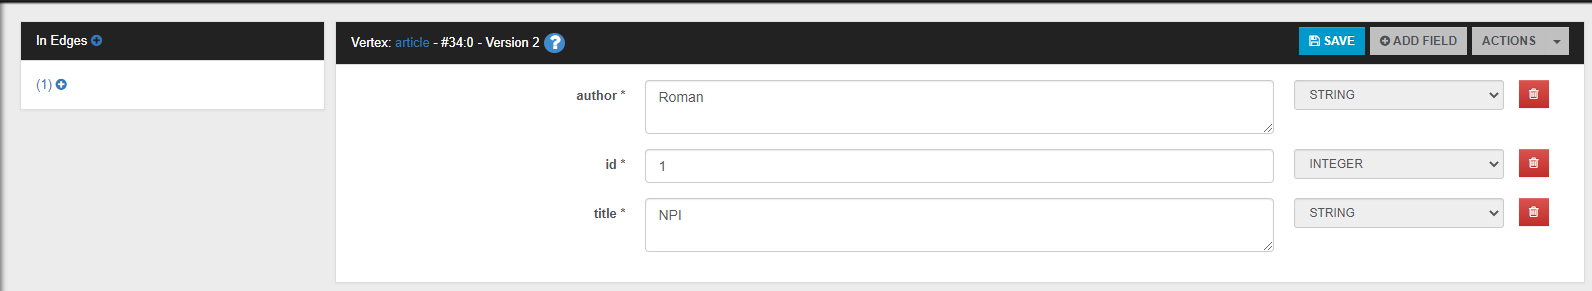 In Edges
(1)
Vertex: article - #34:0 - Version 2 ?
SAVE
ADD FIELD
ACTIONS
author *
Roman
STRING
id *
1
INTEGER
title *
NPI
STRING